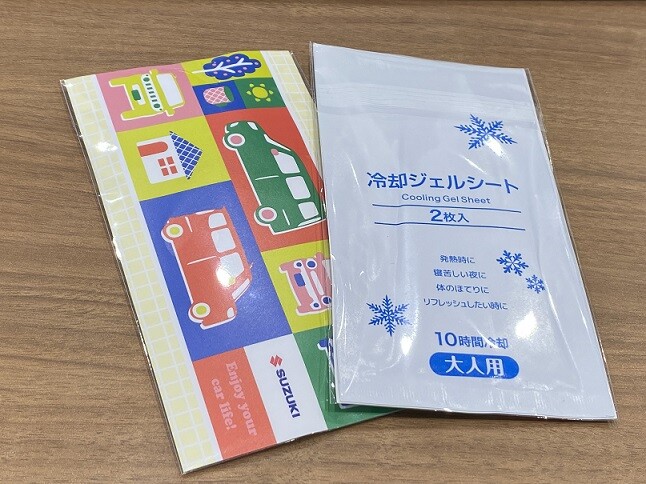 Enjoy your
car life!
SUZUKI
冷却ジェルシート
Cooling Gel Sheet
2枚入
発熱時に
寝苦しい夜に
体のほてりに
リフレッシュしたい時に
10時間冷却
大人用